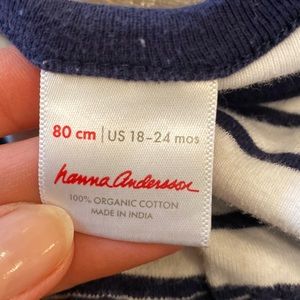 80 cm | US 18-24 mos
hanna andersson
100% ORGANIC COTTON
MADE IN INDIA